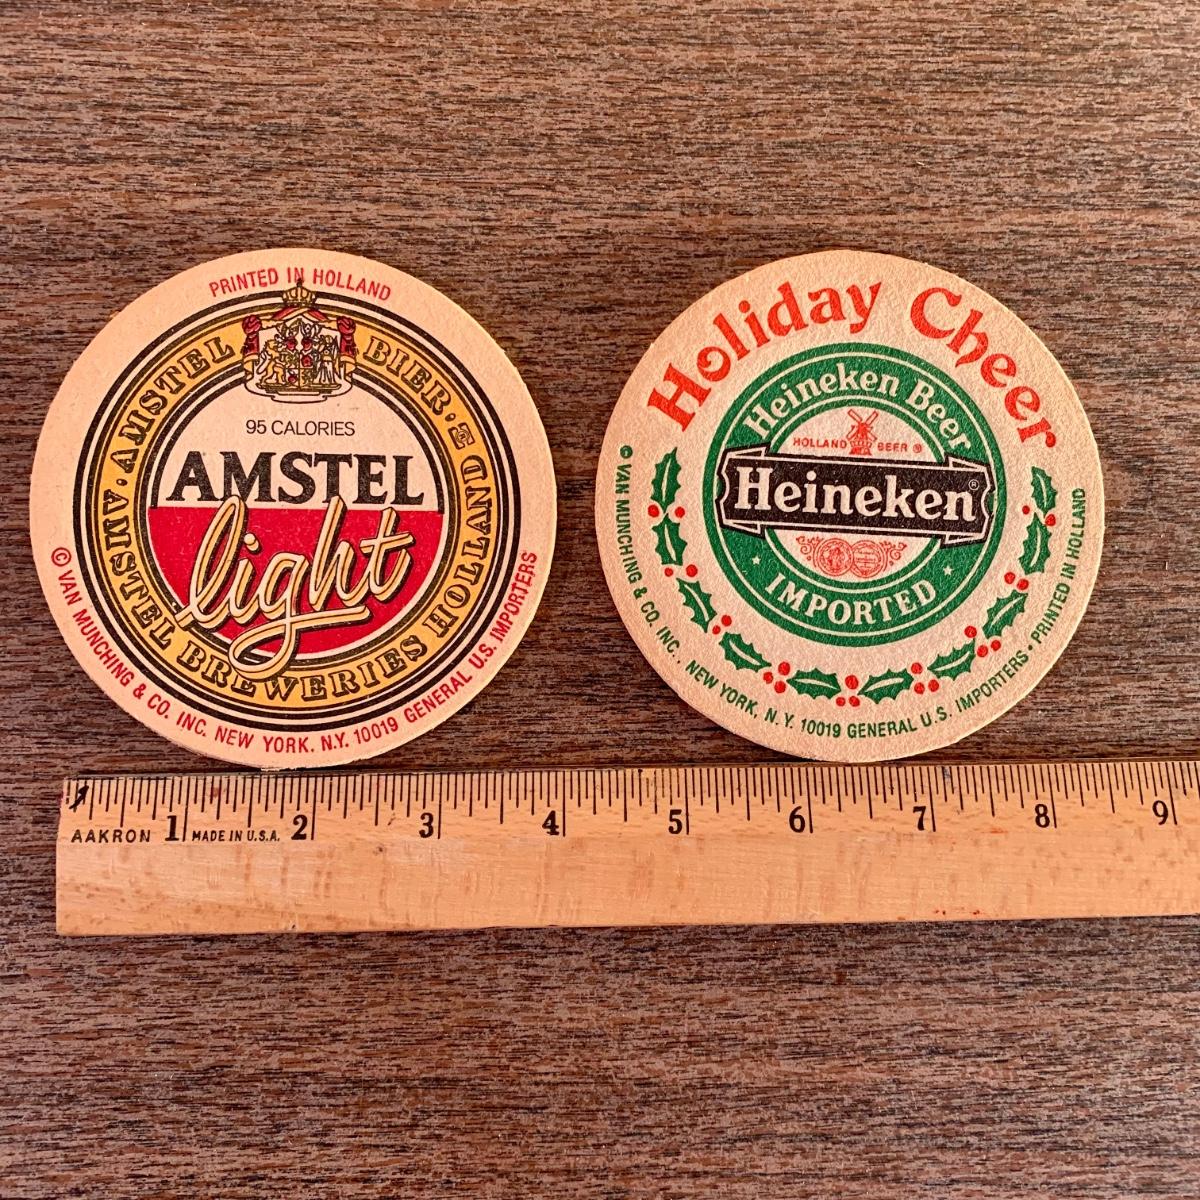 PRINTED IN HOLLAND
AMSTEL BIER · AMSTEL BREWERIES HOLLAND ·
95 CALORIES
AMSTEL
light
© VAN MUNCHING & CO. INC. NEW YORK, N.Y. 10019 GENERAL U.S. IMPORTERS
Holiday Cheer
Heineken Beer
HOLLAND BEER ®
Heineken®
IMPORTED
© VAN MUNCHING & CO. INC., NEW YORK, N.Y. 10019 GENERAL U.S. IMPORTERS • PRINTED IN HOLLAND
1 2 3 4 5 6 7 8 9
AAKRON MADE IN U.S.A.